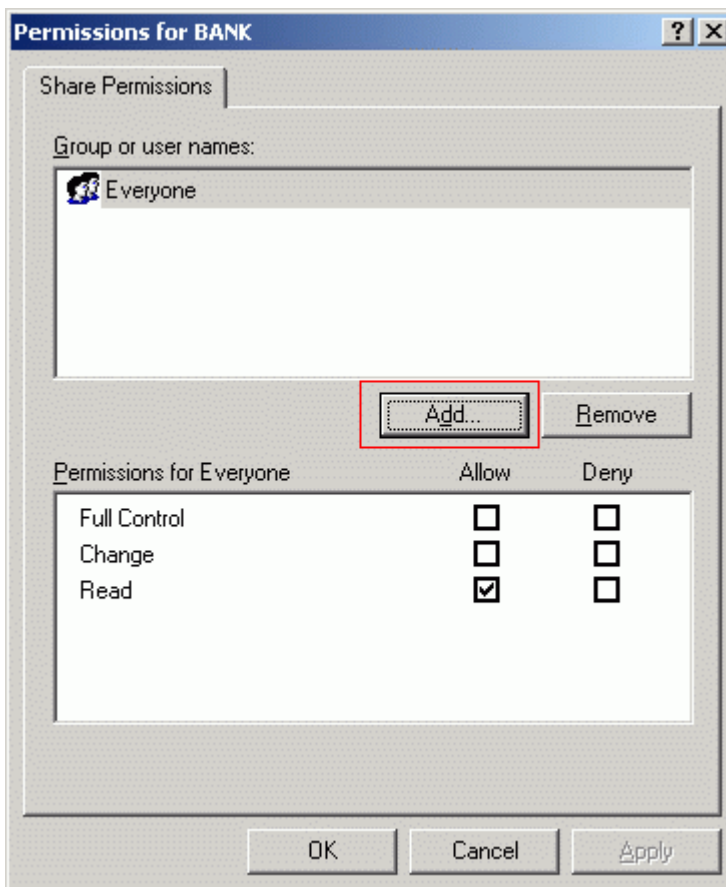 Permissions for BANK
Share Permissions
Group or user names:
Everyone
Add... Remove
Permissions for Everyone Allow Deny
Full Control
Change
Read
OK Cancel Apply